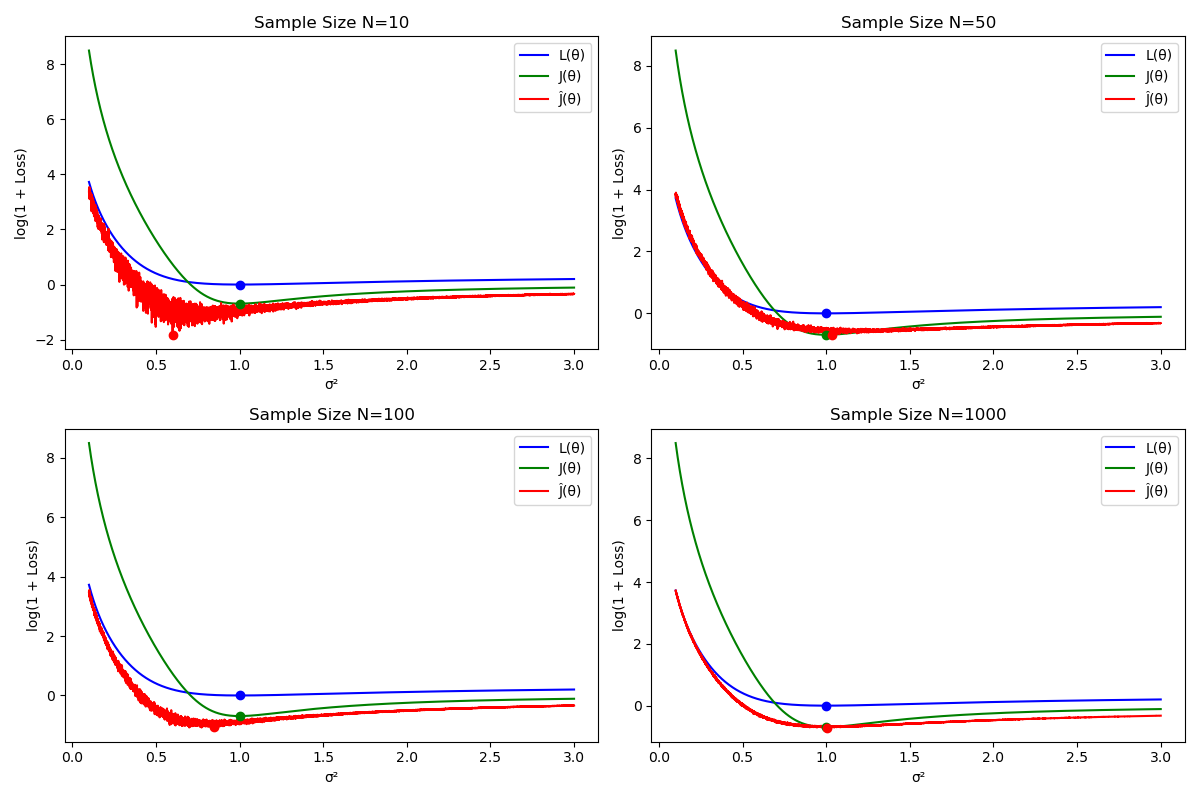 Sample Size N=10
8
6
4
2
0
−2
log(1 + Loss)
0.0 0.5 1.0 1.5 2.0 2.5 3.0
σ²
L(θ)
J(θ)
Ĵ(θ)
Sample Size N=50
8
6
4
2
0
log(1 + Loss)
0.0 0.5 1.0 1.5 2.0 2.5 3.0
σ²
L(θ)
J(θ)
Ĵ(θ)
Sample Size N=100
8
6
4
2
0
log(1 + Loss)
0.0 0.5 1.0 1.5 2.0 2.5 3.0
σ²
L(θ)
J(θ)
Ĵ(θ)
Sample Size N=1000
8
6
4
2
0
log(1 + Loss)
0.0 0.5 1.0 1.5 2.0 2.5 3.0
σ²
L(θ)
J(θ)
Ĵ(θ)